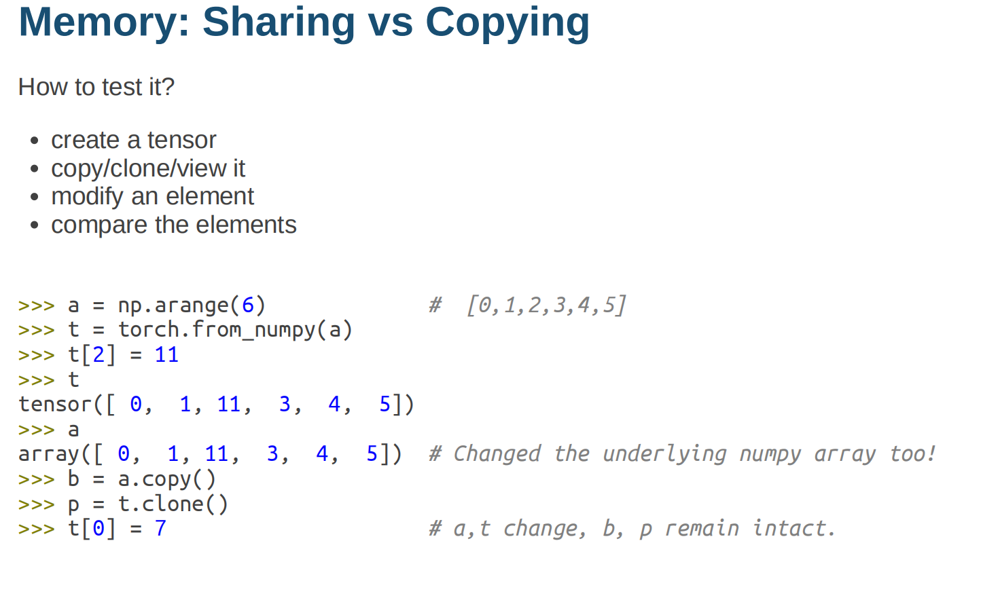 Memory: Sharing vs Copying
How to test it?
• create a tensor
• copy/clone/view it
• modify an element
• compare the elements
>>> a = np.arange(6)             #  [0,1,2,3,4,5]
>>> t = torch.from_numpy(a)
>>> t[2] = 11
>>> t
tensor([ 0,  1, 11,  3,  4,  5])
>>> a
array([ 0,  1, 11,  3,  4,  5])  # Changed the underlying numpy array too!
>>> b = a.copy()
>>> p = t.clone()
>>> t[0] = 7                     # a,t change, b, p remain intact.